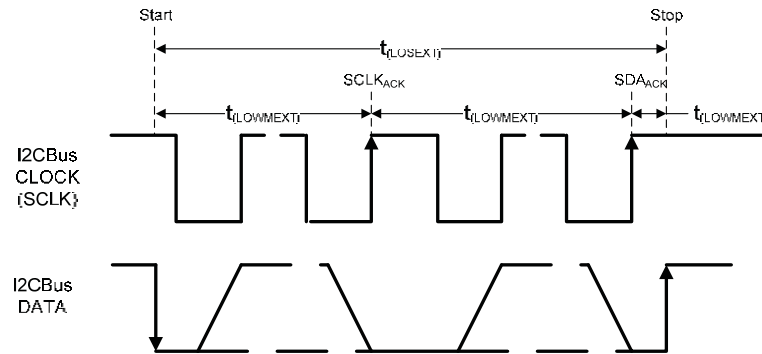 Start
Stop
t(LOSEXT)
SCLKACK
SDAACK
t(LOWMEXT)
t(LOWMEXT)
t(LOWMEXT
I2CBus
CLOCK
(SCLK)
I2CBus
DATA